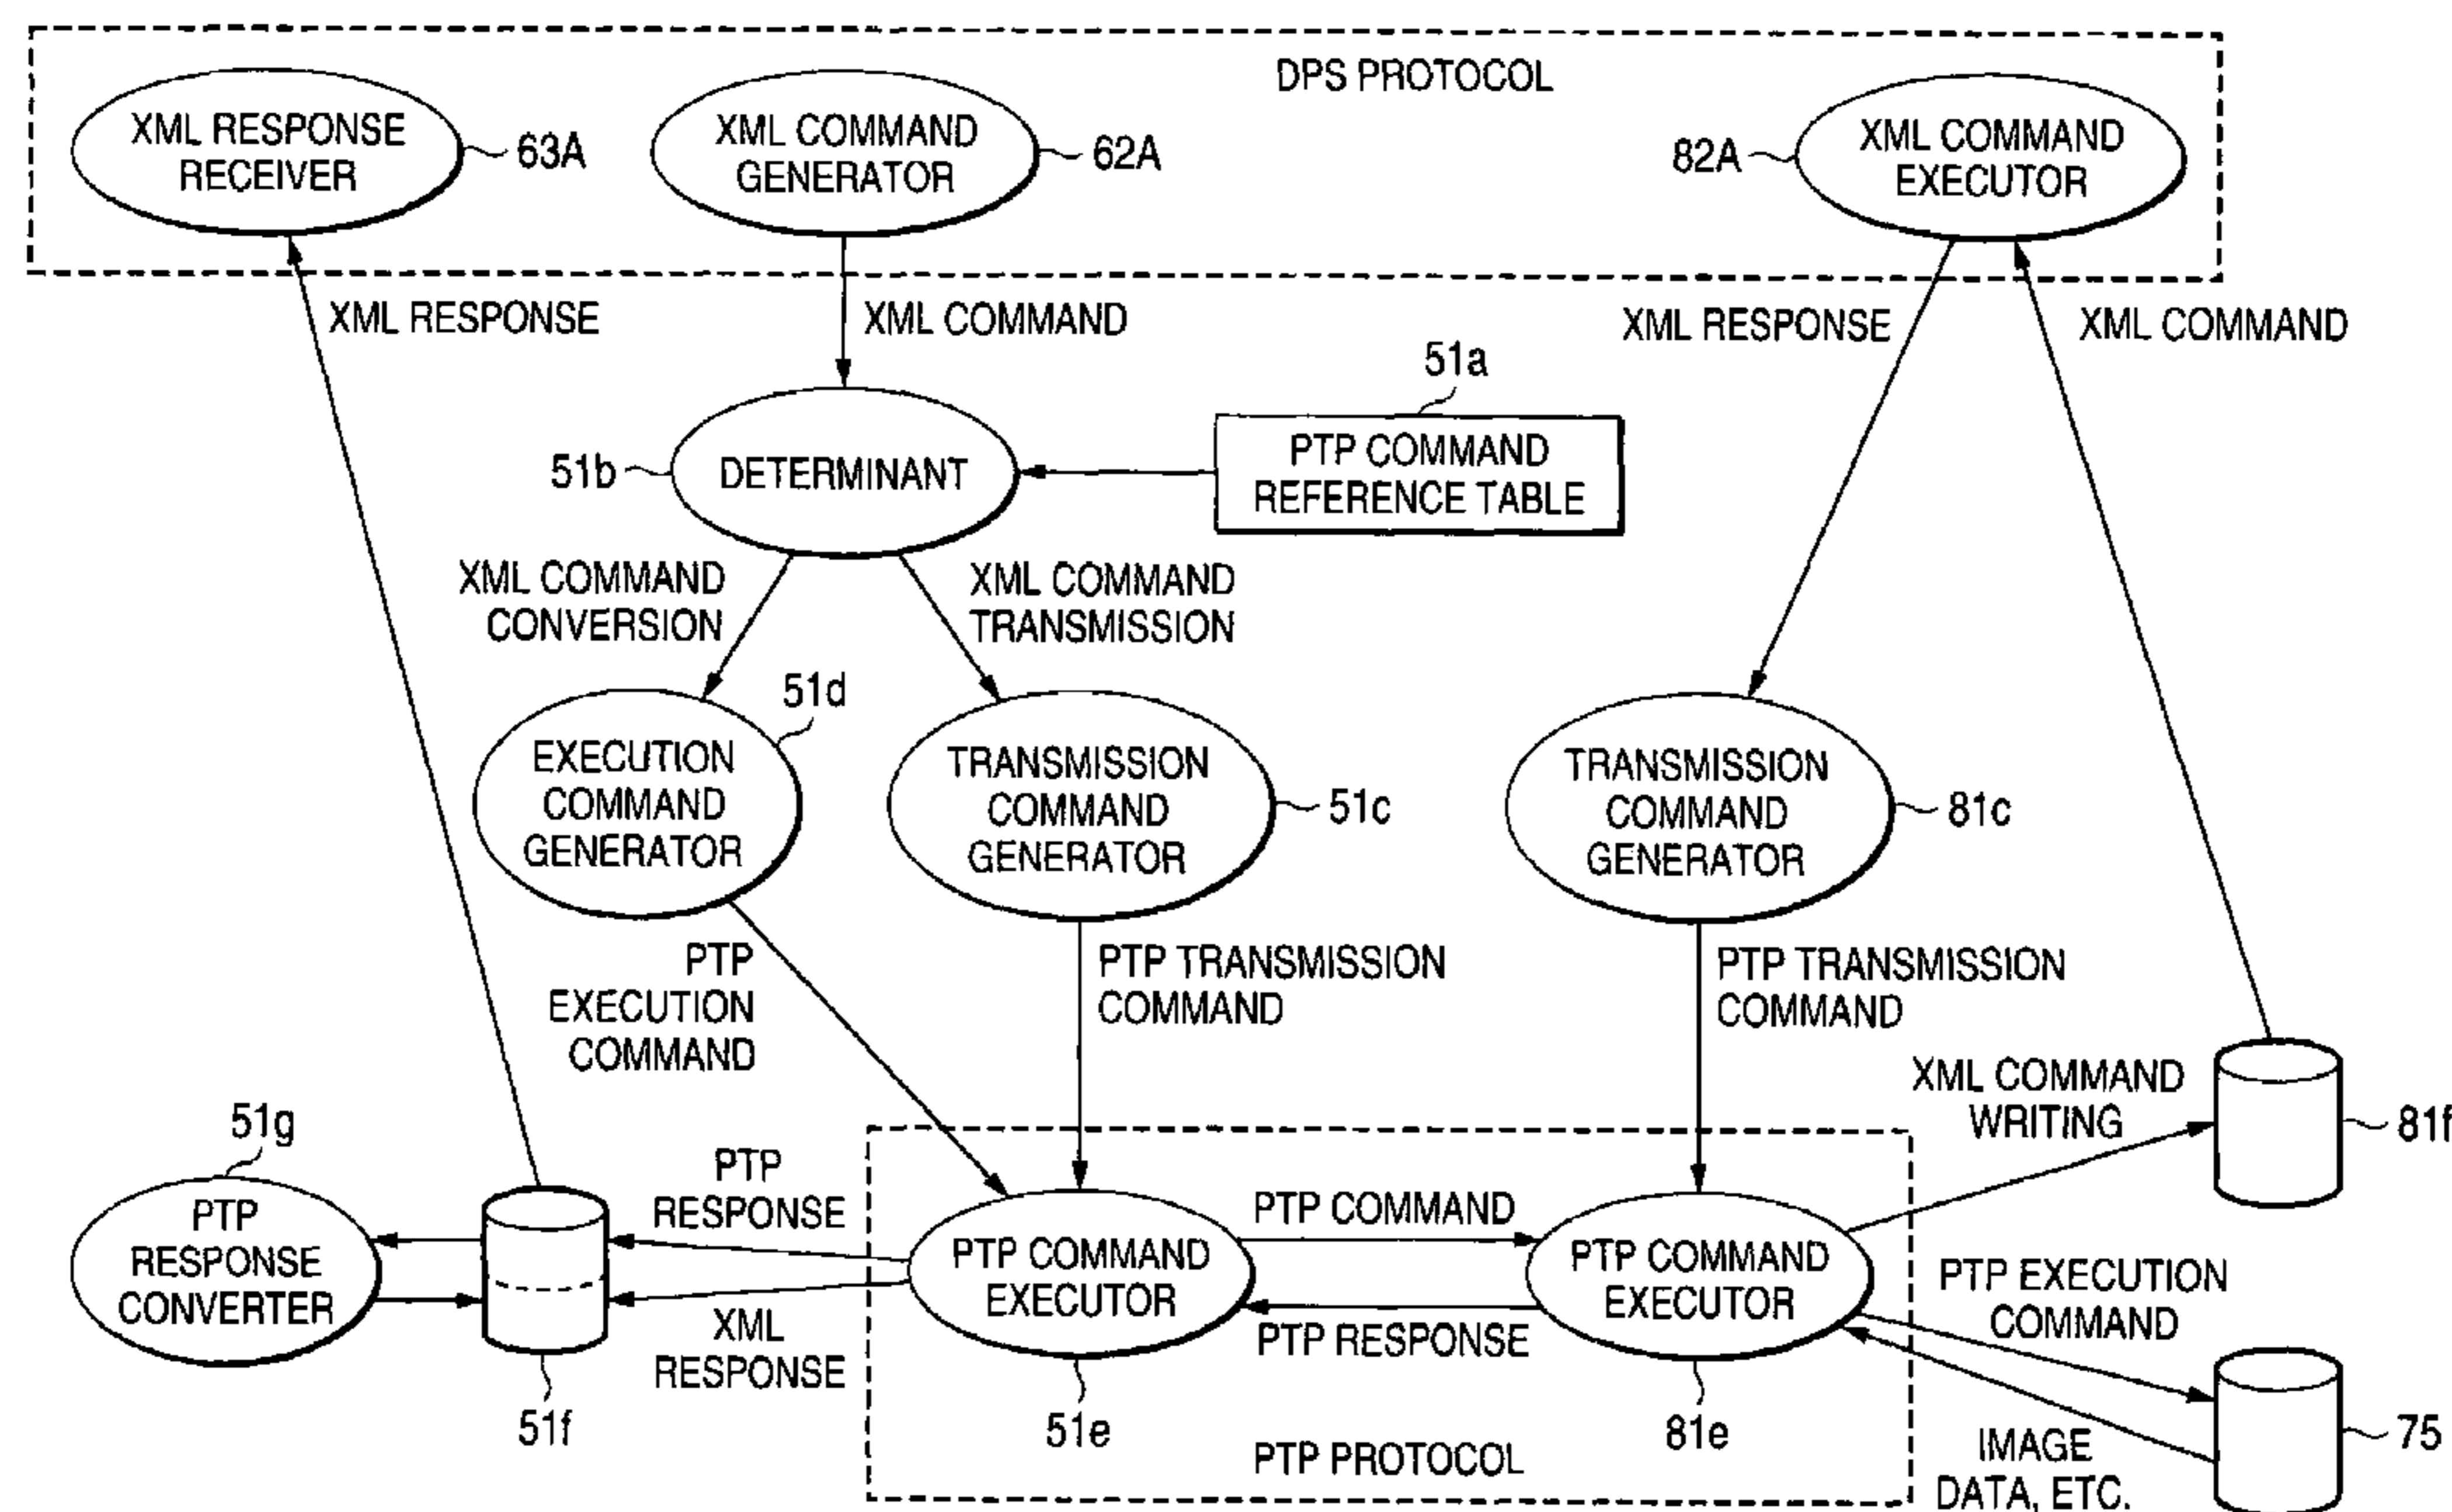 DPS PROTOCOL
XML RESPONSE
RECEIVER
63A
XML COMMAND
GENERATOR
62A
82A
XML COMMAND
EXECUTOR
XML RESPONSE
XML COMMAND
XML RESPONSE
XML COMMAND
51a
51b
DETERMINANT
PTP COMMAND
REFERENCE TABLE
XML COMMAND
CONVERSION
XML COMMAND
TRANSMISSION
51d
EXECUTION
COMMAND
GENERATOR
TRANSMISSION
COMMAND
GENERATOR
51c
TRANSMISSION
COMMAND
GENERATOR
81c
PTP
EXECUTION
COMMAND
PTP TRANSMISSION
COMMAND
PTP TRANSMISSION
COMMAND
XML COMMAND
WRITING
81f
51g
PTP
RESPONSE
CONVERTER
PTP
RESPONSE
XML
RESPONSE
51f
PTP COMMAND
EXECUTOR
51e
PTP COMMAND
PTP RESPONSE
PTP COMMAND
EXECUTOR
81e
PTP EXECUTION
COMMAND
75
IMAGE
DATA, ETC.
PTP PROTOCOL